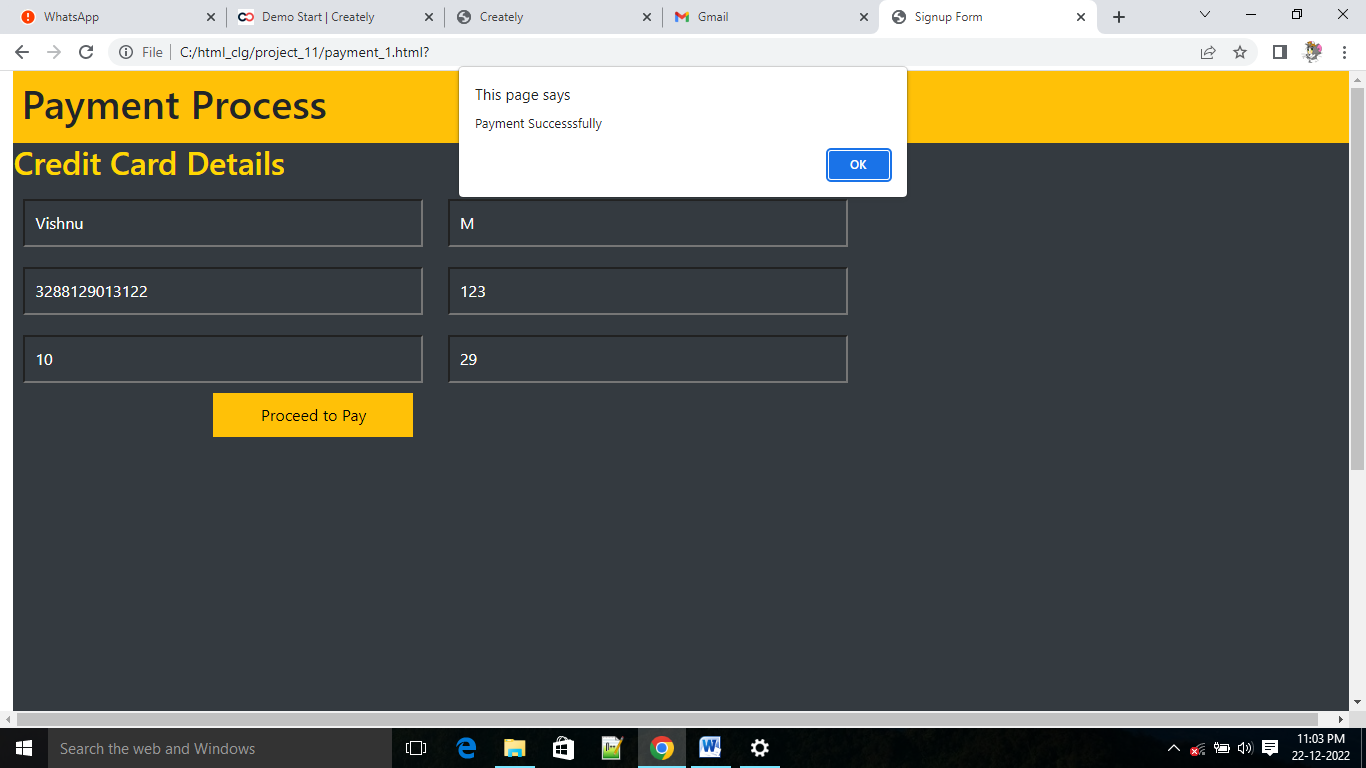 WhatsApp
Demo Start | Creately
Creately
Gmail
Signup Form
File
C:/html_clg/project_11/payment_1.html?
Payment Process
This page says
Payment Successsfully
OK
Credit Card Details
Vishnu
M
3288129013122
123
10
29
Proceed to Pay
Search the web and Windows
11:03 PM
22-12-2022